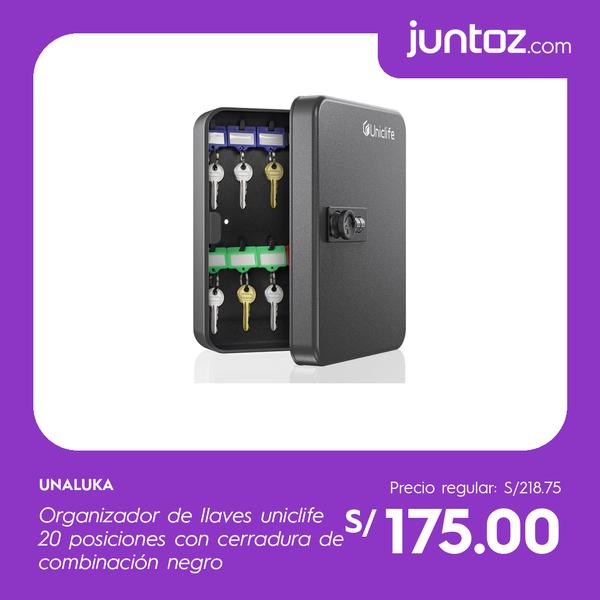 juntoz.com
Uniclife
UNALUKA
Organizador de llaves uniclife
20 posiciones con cerradura de
combinación negro
Precio regular: S/218.75
S/ 175.00